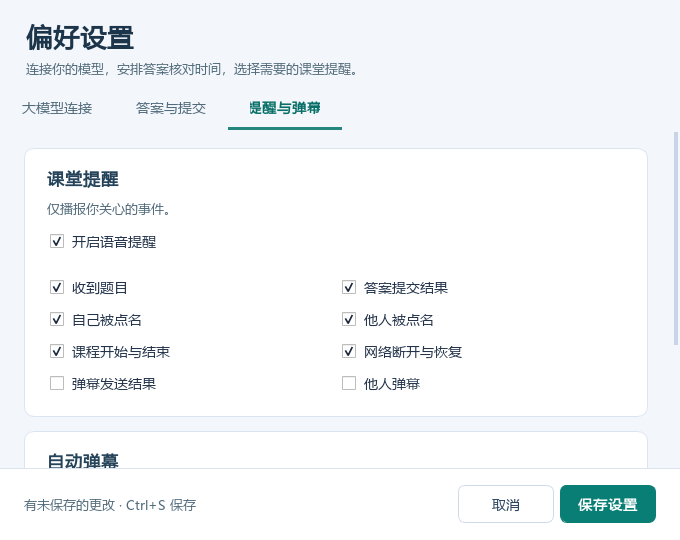 偏好设置
连接你的模型，安排答案核对时间，选择需要的课堂提醒。
大模型连接 答案与提交 提醒与弹幕
课堂提醒
仅播报你关心的事件。
开启语音提醒
收到题目 答案提交结果
自己被点名 他人被点名
课程开始与结束 网络断开与恢复
弹幕发送结果 他人弹幕
自动弹幕
有未保存的更改 · Ctrl+S 保存 取消 保存设置